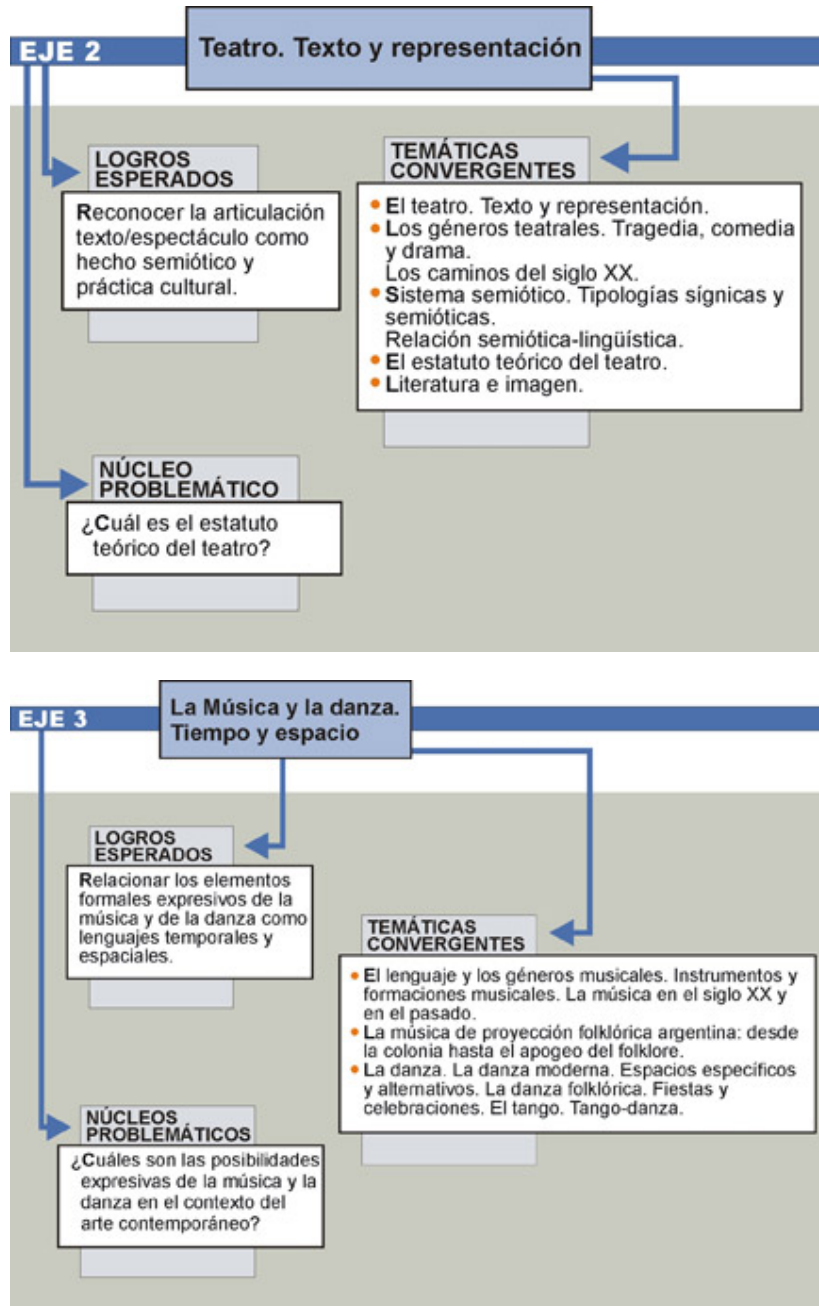 EJE 2
Teatro. Texto y representación
LOGROS
ESPERADOS
Reconocer la articulación
texto/espectáculo como
hecho semiótico y
práctica cultural.
TEMÁTICAS
CONVERGENTES
• El teatro. Texto y representación.
• Los géneros teatrales. Tragedia, comedia
y drama.
Los caminos del siglo XX.
• Sistema semiótico. Tipologías sígnicas y
semióticas.
Relación semiótica-lingüística.
• El estatuto teórico del teatro.
• Literatura e imagen.
NÚCLEO
PROBLEMÁTICO
¿Cuál es el estatuto
teórico del teatro?
EJE 3
La Música y la danza.
Tiempo y espacio
LOGROS
ESPERADOS
Relacionar los elementos
formales expresivos de la
música y de la danza como
lenguajes temporales y
espaciales.
TEMÁTICAS
CONVERGENTES
• El lenguaje y los géneros musicales. Instrumentos y
formaciones musicales. La música en el siglo XX y
en el pasado.
• La música de proyección folklórica argentina: desde
la colonia hasta el apogeo del folklore.
• La danza. La danza moderna. Espacios específicos
y alternativos. La danza folklórica. Fiestas y
celebraciones. El tango. Tango-danza.
NÚCLEOS
PROBLEMÁTICOS
¿Cuáles son las posibilidades
expresivas de la música y la
danza en el contexto del
arte contemporáneo?